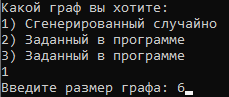 Какой граф вы хотите:
1) Сгенерированный случайно
2) Заданный в программе
3) Заданный в программе
1
Введите размер графа: 6